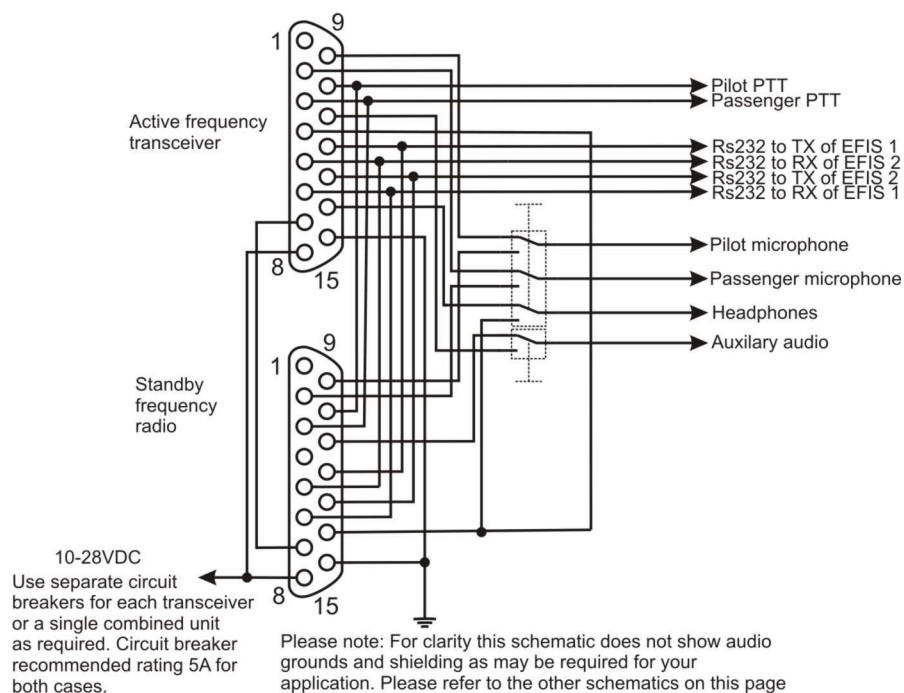 9
1
Pilot PTT
Passenger PTT
Active frequency
transceiver
Rs232 to TX of EFIS 1
Rs232 to RX of EFIS 2
Rs232 to TX of EFIS 2
Rs232 to RX of EFIS 1
Pilot microphone
8
15
Passenger microphone
Headphones
9
Auxilary audio
1
Standby
frequency
radio
10-28VDC
Use separate circuit
breakers for each transceiver
or a single combined unit
as required. Circuit breaker
recommended rating 5A for
both cases.
8
15
Please note: For clarity this schematic does not show audio
grounds and shielding as may be required for your
application. Please refer to the other schematics on this page